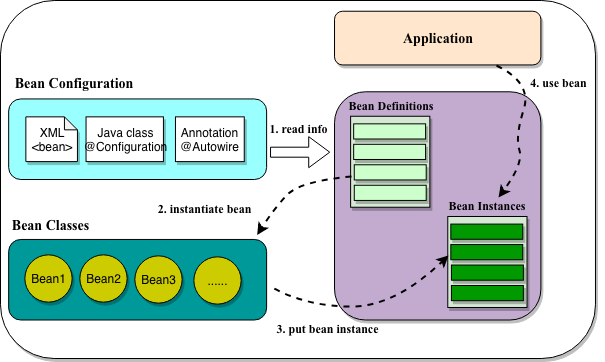 Application
Bean Configuration
4. use bean
Bean Definitions
XML
<bean>
Java class
@Configuration
Annotation
@Autowire
1. read info
2. instantiate bean
Bean Instances
Bean Classes
Bean1
Bean2
Bean3
......
3. put bean instance